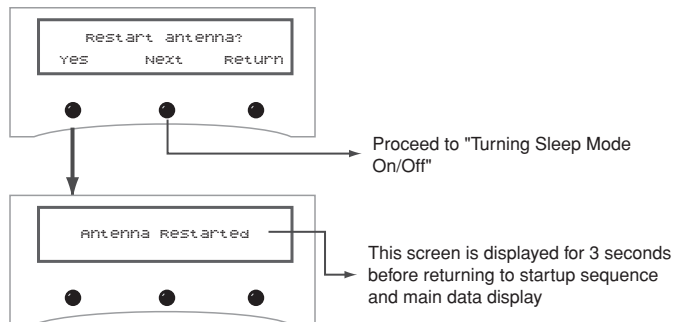 Restart antenna?
Yes Next Return
Proceed to "Turning Sleep Mode
On/Off"
Antenna Restarted
This screen is displayed for 3 seconds
before returning to startup sequence
and main data display